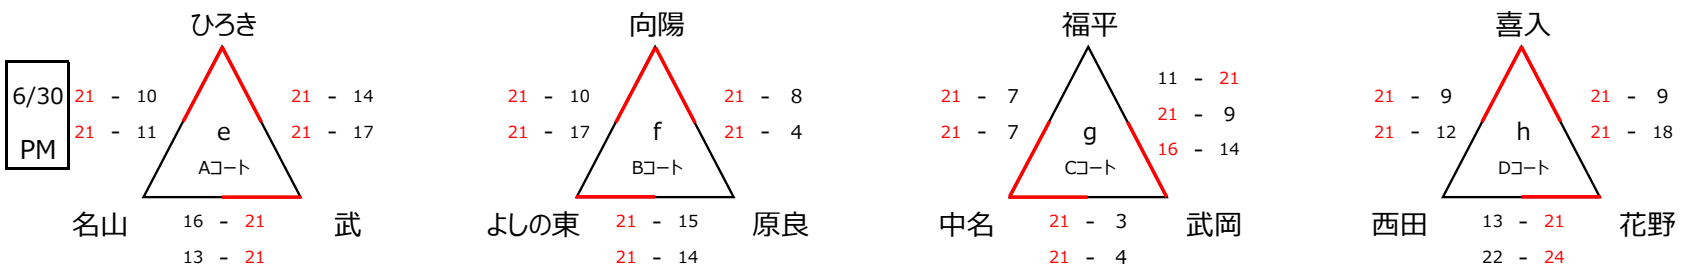 ひろき 向陽 福平 喜入
11 - 21
6/30 21 - 10 21 - 14 21 - 10 21 - 8 21 - 7 21 - 9 21 - 9 21 - 9
21 - 11 e 21 - 17 21 - 17 f 21 - 4 21 - 7 g 16 - 14 21 - 12 h 21 - 18
PM Aコート Bコート Cコート Dコート
名山 16 - 21 武 よしの東 21 - 15 原良 中名 21 - 3 武岡 西田 13 - 21 花野
13 - 21 21 - 14 21 - 4 22 - 24